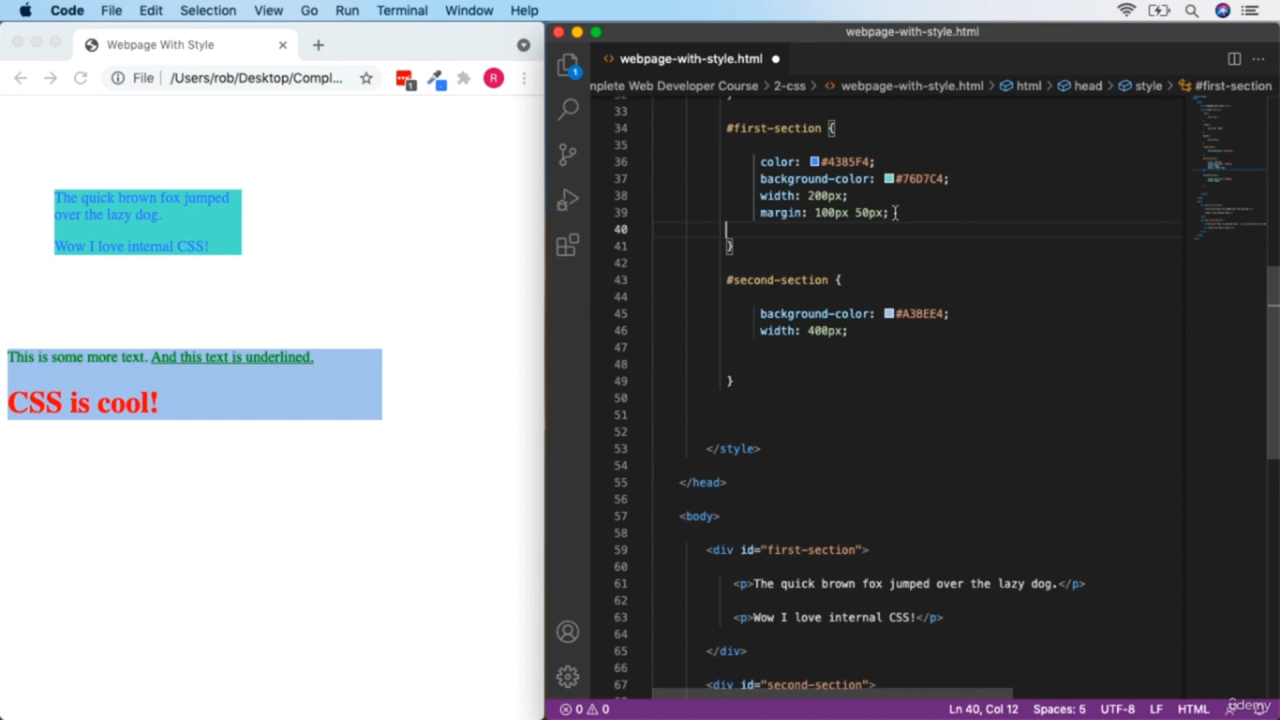 Code File Edit Selection View Go Run Terminal Window Help
Webpage With Style
File /Users/rob/Desktop/Compl...
1
R
The quick brown fox jumped
over the lazy dog.
Wow I love internal CSS!
This is some more text. And this text is underlined.
CSS is cool!
webpage-with-style.html
webpage-with-style.html
1
nplete Web Developer Course > 2-css > webpage-with-style.html > html > head > style > #first-section
33
34 #first-section {
35
36 color: #4385F4;
37 background-color: #76D7C4;
38 width: 200px;
39 margin: 100px 50px;
40
41 }
42
43 #second-section {
44
45 background-color: #A3BEE4;
46 width: 400px;
47
48
49 }
50
51
52
53 </style>
54
55 </head>
56
57 <body>
58
59 <div id="first-section">
60
61 <p>The quick brown fox jumped over the lazy dog.</p>
62
63 <p>Wow I love internal CSS!</p>
64
65 </div>
66
67 <div id="second-section">
0 0 Ln 40, Col 12 Spaces: 5 UTF-8 LF HTML
ûdemy